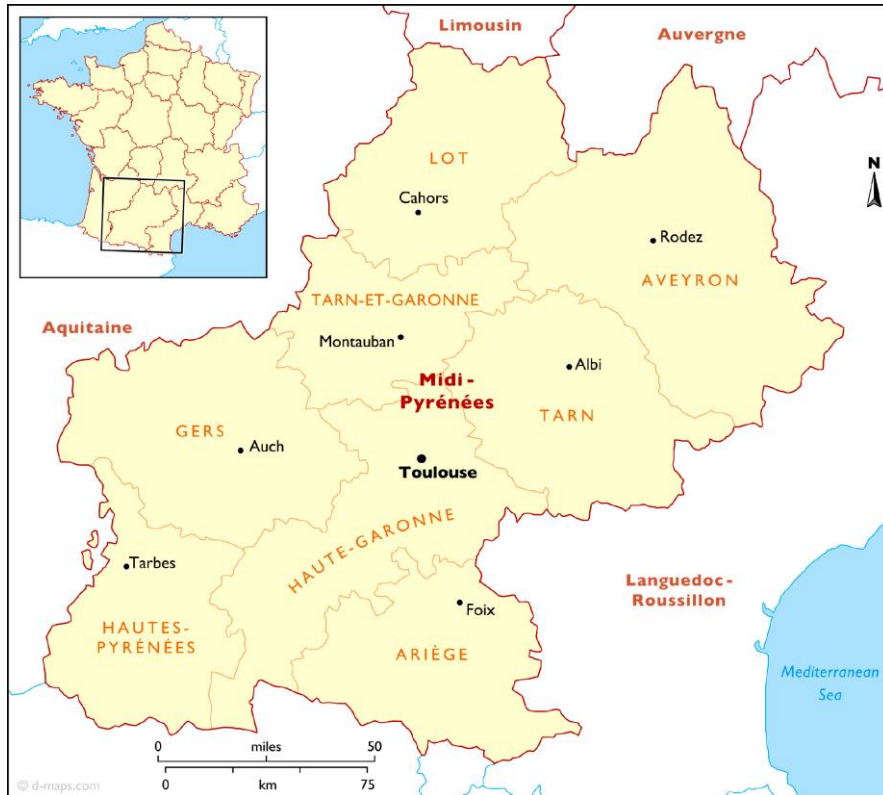 Limousin
Auvergne
N
LOT
Cahors
Rodez
AVEYRON
TARN-ET-GARONNE
Aquitaine
Montauban
Albi
Midi-
Pyrénées
TARN
GERS
Auch
Toulouse
HAUTE-GARONNE
Tarbes
Languedoc-
Roussillon
Foix
HAUTES-
PYRÉNÉES
ARIÈGE
Mediterranean
Sea
0 miles 50
0 km 75
© d-maps.com